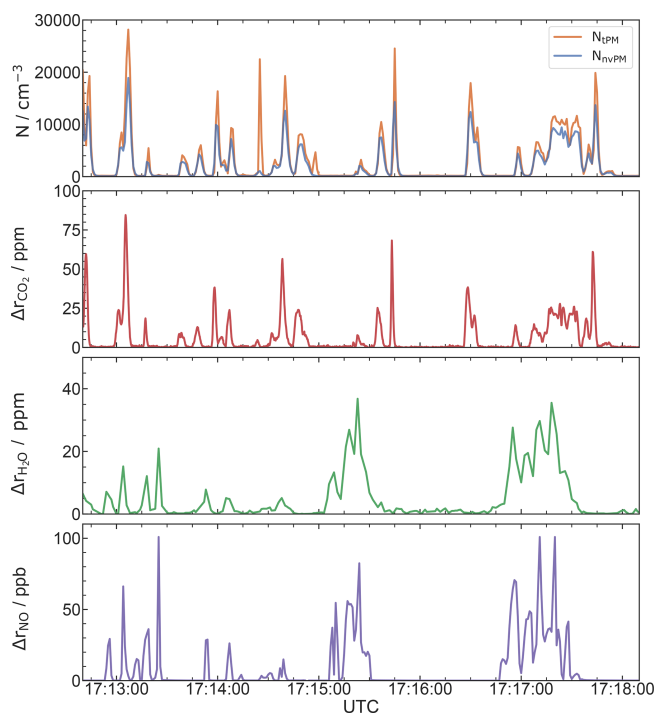 30000
20000
10000
0
N / cm⁻³
N_tPM
N_nvPM
100
75
50
25
0
Δr_CO₂ / ppm
40
20
0
Δr_H₂O / ppm
100
50
0
Δr_NO / ppb
17:13:00 17:14:00 17:15:00 17:16:00 17:17:00 17:18:00
UTC